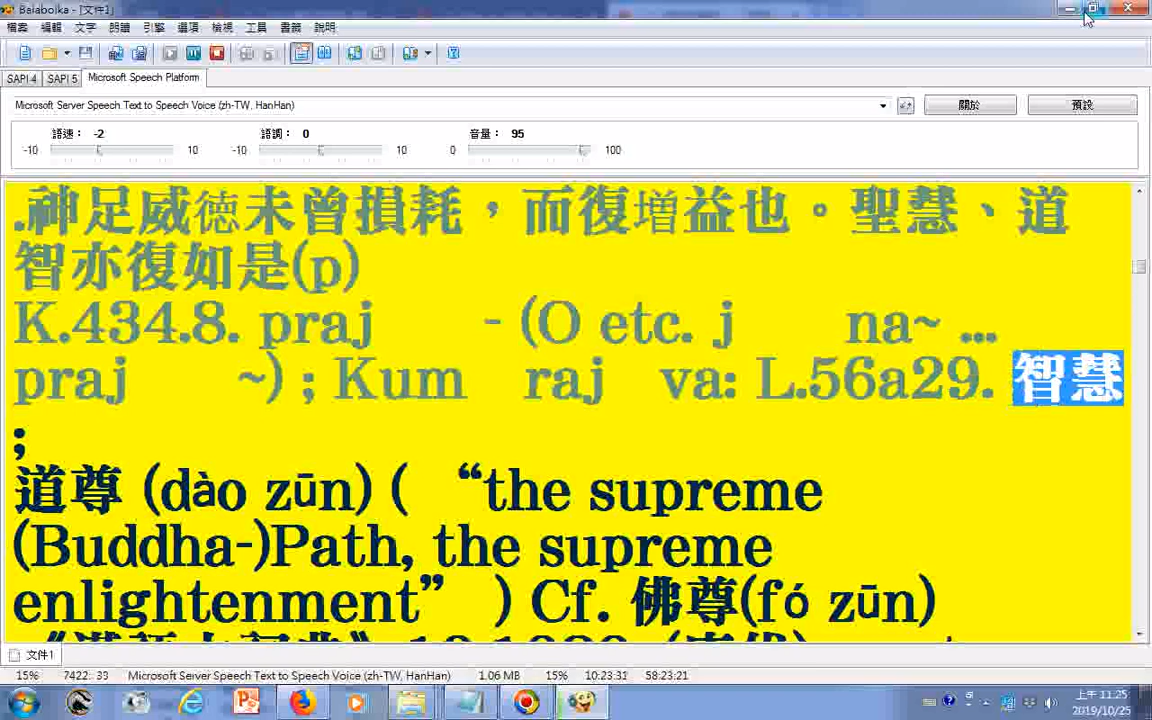 Balabolka - [文件1]
檔案 編輯 文字 朗讀 引擎 選項 檢視 工具 書籤 說明
SAPI 4 SAPI 5 Microsoft Speech Platform
Microsoft Server Speech Text to Speech Voice (zh-TW, HanHan) 關於 預設
語速： -2 語調： 0 音量： 95
-10 10 -10 10 0 100
.神足威德未曾損耗，而復增益也。聖慧、道
智亦復如是(p)
K.434.8. praj - (O etc. j na~ ...
praj ~) ; Kum raj va: L.56a29. 智慧
;
道尊 (dào zūn) ( “the supreme
(Buddha-)Path, the supreme
enlightenment” ) Cf. 佛尊(fó zūn)
文件1
15% 7422: 33 Microsoft Server Speech Text to Speech Voice (zh-TW, HanHan) 1.06 MB 15% 10:23:31 58:23:21
上午 11:25
2019/10/25